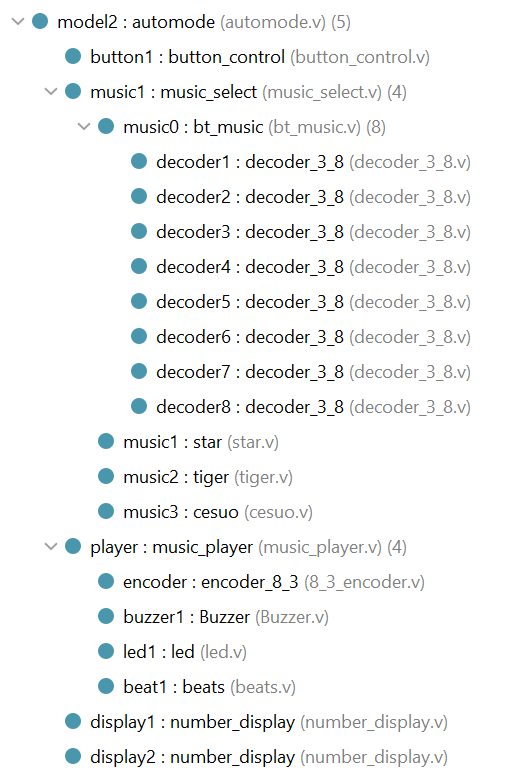 model2 : automode (automode.v) (5)
button1 : button_control (button_control.v)
music1 : music_select (music_select.v) (4)
music0 : bt_music (bt_music.v) (8)
decoder1 : decoder_3_8 (decoder_3_8.v)
decoder2 : decoder_3_8 (decoder_3_8.v)
decoder3 : decoder_3_8 (decoder_3_8.v)
decoder4 : decoder_3_8 (decoder_3_8.v)
decoder5 : decoder_3_8 (decoder_3_8.v)
decoder6 : decoder_3_8 (decoder_3_8.v)
decoder7 : decoder_3_8 (decoder_3_8.v)
decoder8 : decoder_3_8 (decoder_3_8.v)
music1 : star (star.v)
music2 : tiger (tiger.v)
music3 : cesuo (cesuo.v)
player : music_player (music_player.v) (4)
encoder : encoder_8_3 (8_3_encoder.v)
buzzer1 : Buzzer (Buzzer.v)
led1 : led (led.v)
beat1 : beats (beats.v)
display1 : number_display (number_display.v)
display2 : number_display (number_display.v)